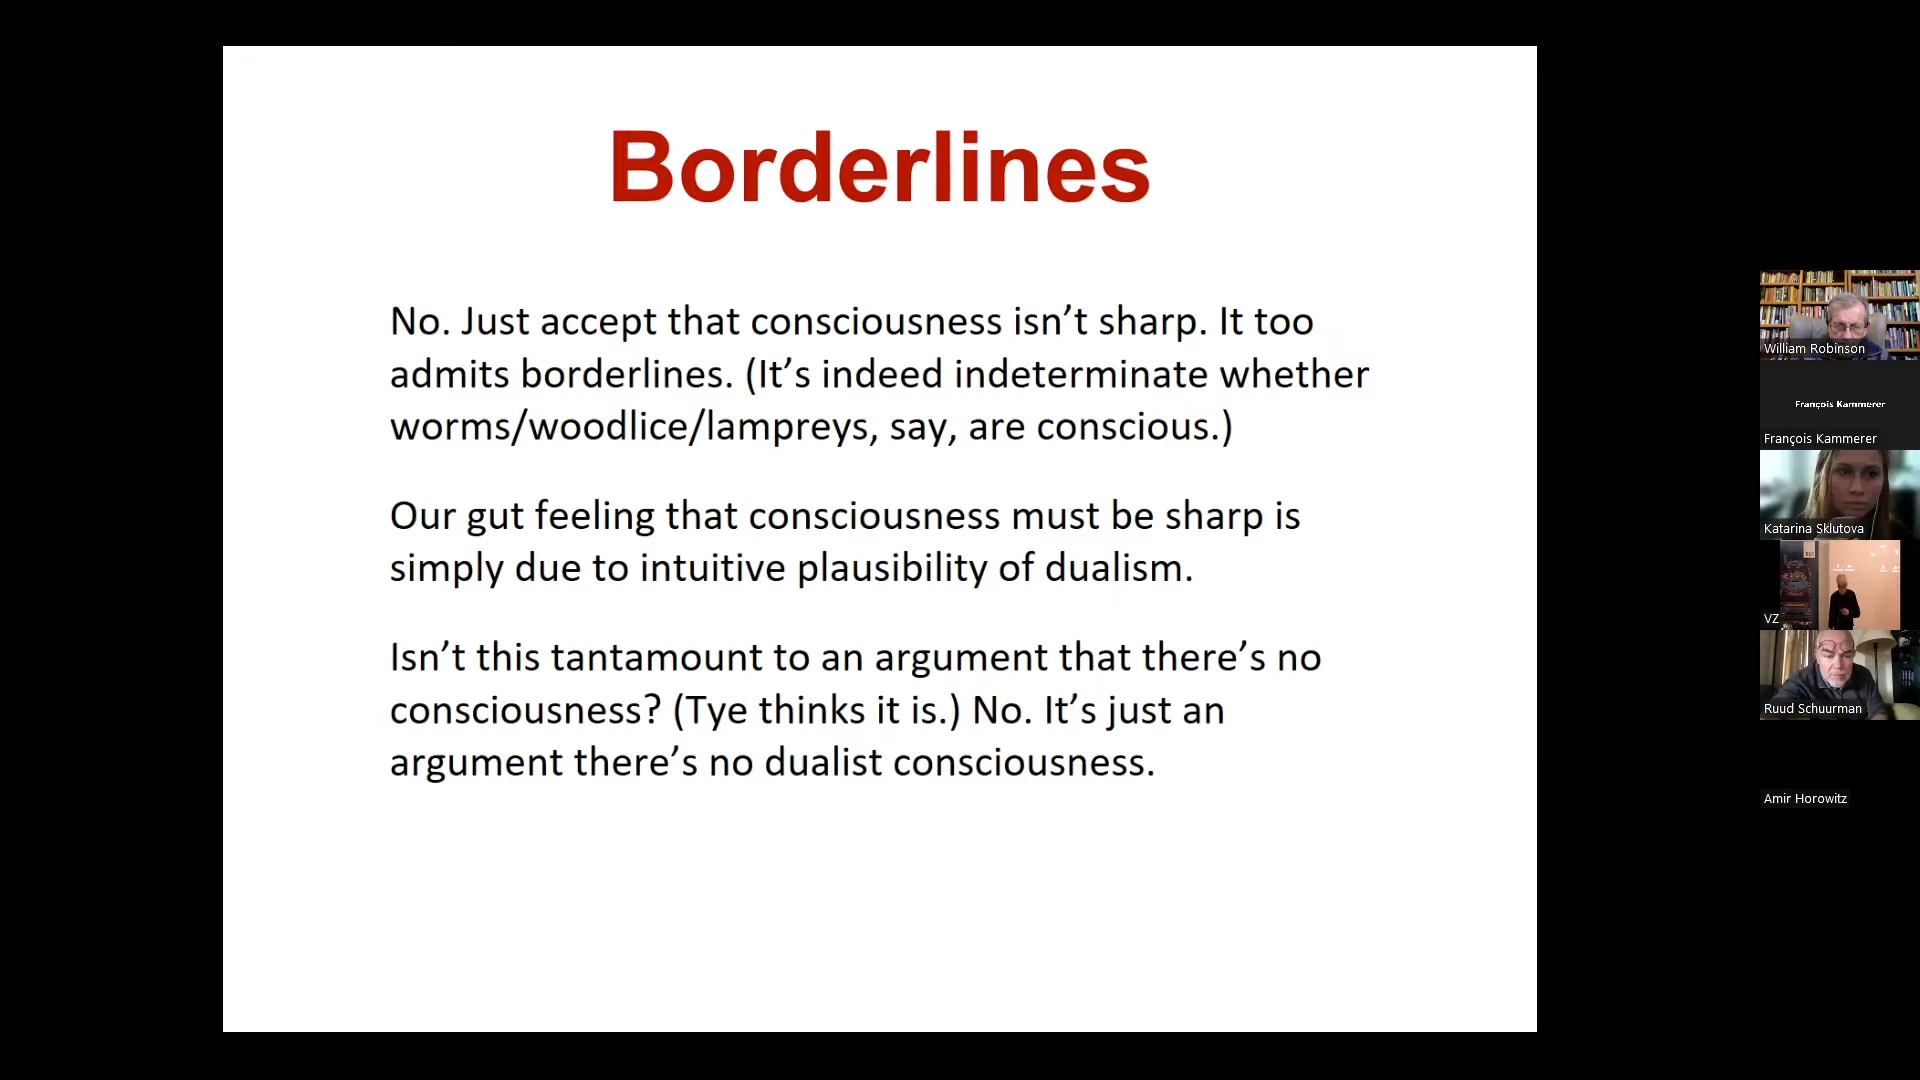 Borderlines
No. Just accept that consciousness isn’t sharp. It too
admits borderlines. (It’s indeed indeterminate whether
worms/woodlice/lampreys, say, are conscious.)
Our gut feeling that consciousness must be sharp is
simply due to intuitive plausibility of dualism.
Isn’t this tantamount to an argument that there’s no
consciousness? (Tye thinks it is.) No. It’s just an
argument there’s no dualist consciousness.
William Robinson
François Kammerer
François Kammerer
Katarina Sklutova
VZ
Ruud Schuurman
Amir Horowitz